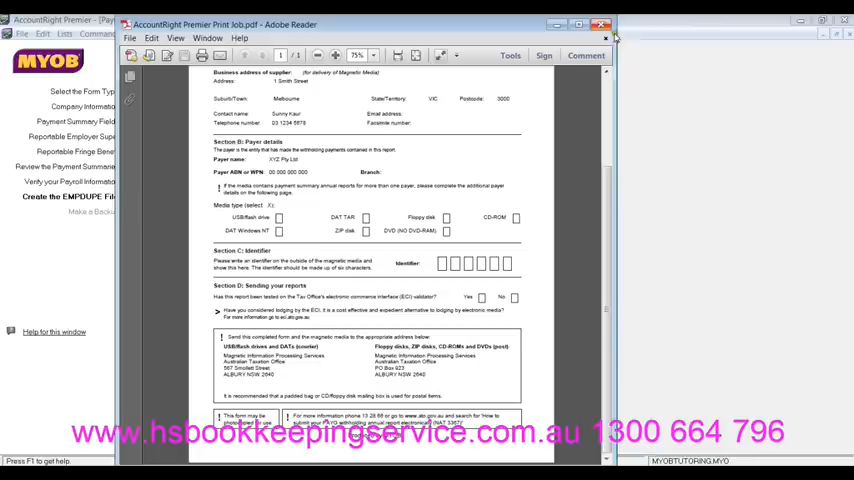 AccountRight Premier - [Pay
AccountRight Premier Print Job.pdf - Adobe Reader
File Edit Lists Command
File Edit View Window Help
1 / 1 75% Tools Sign Comment
MYOB
Select the Form Typ
Company Informatio
Payment Summary Field
Reportable Employer Supe
Reportable Fringe Benef
Review the Payment Summarie
Verify your Payroll Informatio
Create the EMPDUPE File
Make a Backu
Help for this window
Business address of supplier: (for delivery of Magnetic Media)
Address: 1 Smith Street
Suburb/Town: Melbourne State/Territory: VIC Postcode: 3000
Contact name: Sunny Kaur Email address:
Telephone number: 03 1234 5678 Facsimile number:
Section B: Payer details
The payer is the entity that has made the withholding payments contained in this report.
Payer name: XYZ Pty Ltd
Payer ABN or WPN: 00 000 000 000 Branch:
! If the media contains payment summary annual reports for more than one payer, please complete the additional payer
details on the following page.
Media type (select X):
USB/flash drive DAT TAR Floppy disk CD-ROM
DAT Windows NT ZIP disk DVD (NO DVD-RAM)
Section C: Identifier
Please write an identifier on the outside of the magnetic media and
show this here. The identifier should be made up of six characters.
Identifier:
Section D: Sending your reports
Has this report been tested on the Tax Office's electronic commerce interface (ECI) validator? Yes No
> Have you considered lodging by the ECI, it is a cost effective and expedient alternative to lodging by electronic media?
For more information go to eci.ato.gov.au
! Send this completed form and the magnetic media to the appropriate address below:
USB/flash drives and DATs (courier) Floppy disks, ZIP disks, CD-ROMs and DVDs (post)
Magnetic Information Processing Services Magnetic Information Processing Services
Australian Taxation Office Australian Taxation Office
567 Smollett Street PO Box 923
ALBURY NSW 2640 ALBURY NSW 2640
It is recommended that a padded bag or CD/floppy disk mailing box is used for postal items.
! This form may be
photocopied for use
! For more information phone 13 28 66 or go to www.ato.gov.au and search for 'How to
submit your PAYG withholding annual report electronically' (NAT 3367)
www.hsbookkeepingservice.com.au 1300 664 796
Press F1 to get help. MYOBTUTORING.MYO